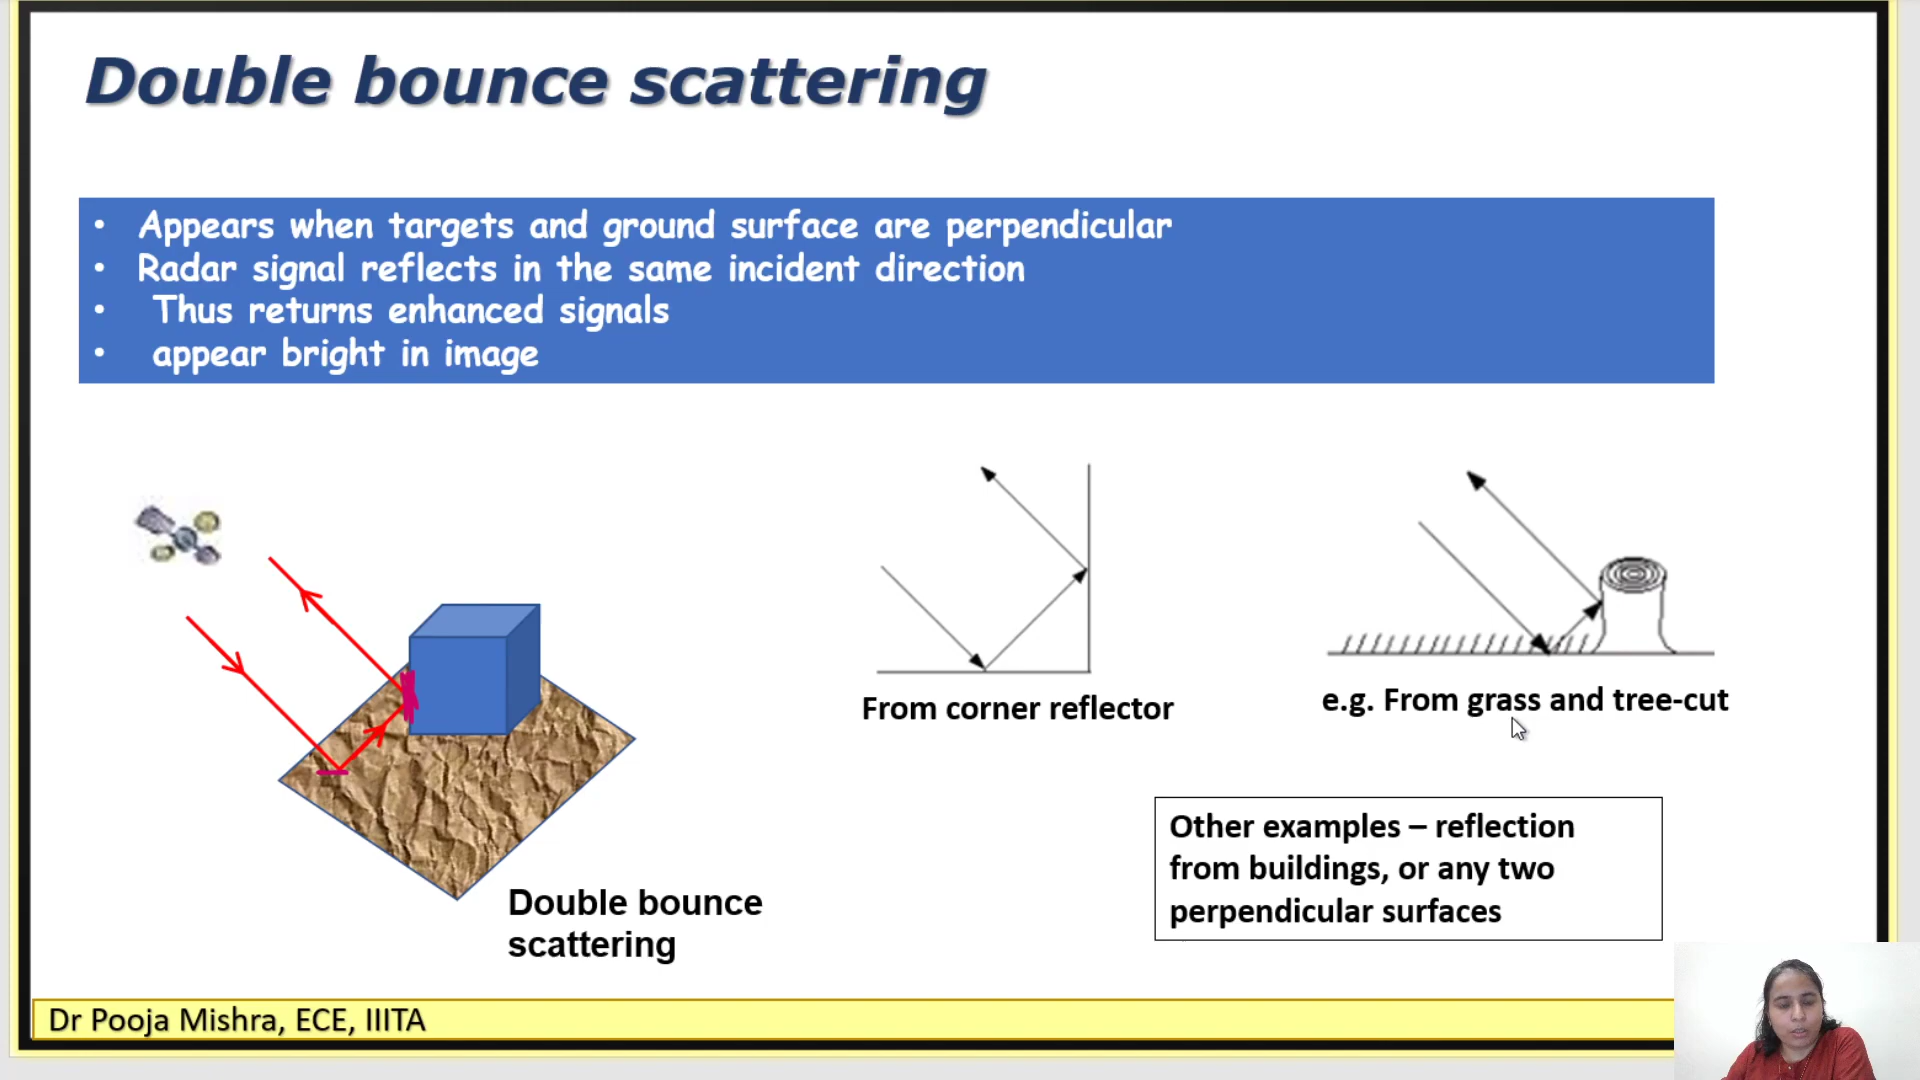 Double bounce scattering
• Appears when targets and ground surface are perpendicular
• Radar signal reflects in the same incident direction
• Thus returns enhanced signals
• appear bright in image
Double bounce
scattering
From corner reflector
e.g. From grass and tree-cut
Other examples – reflection
from buildings, or any two
perpendicular surfaces
Dr Pooja Mishra, ECE, IIITA